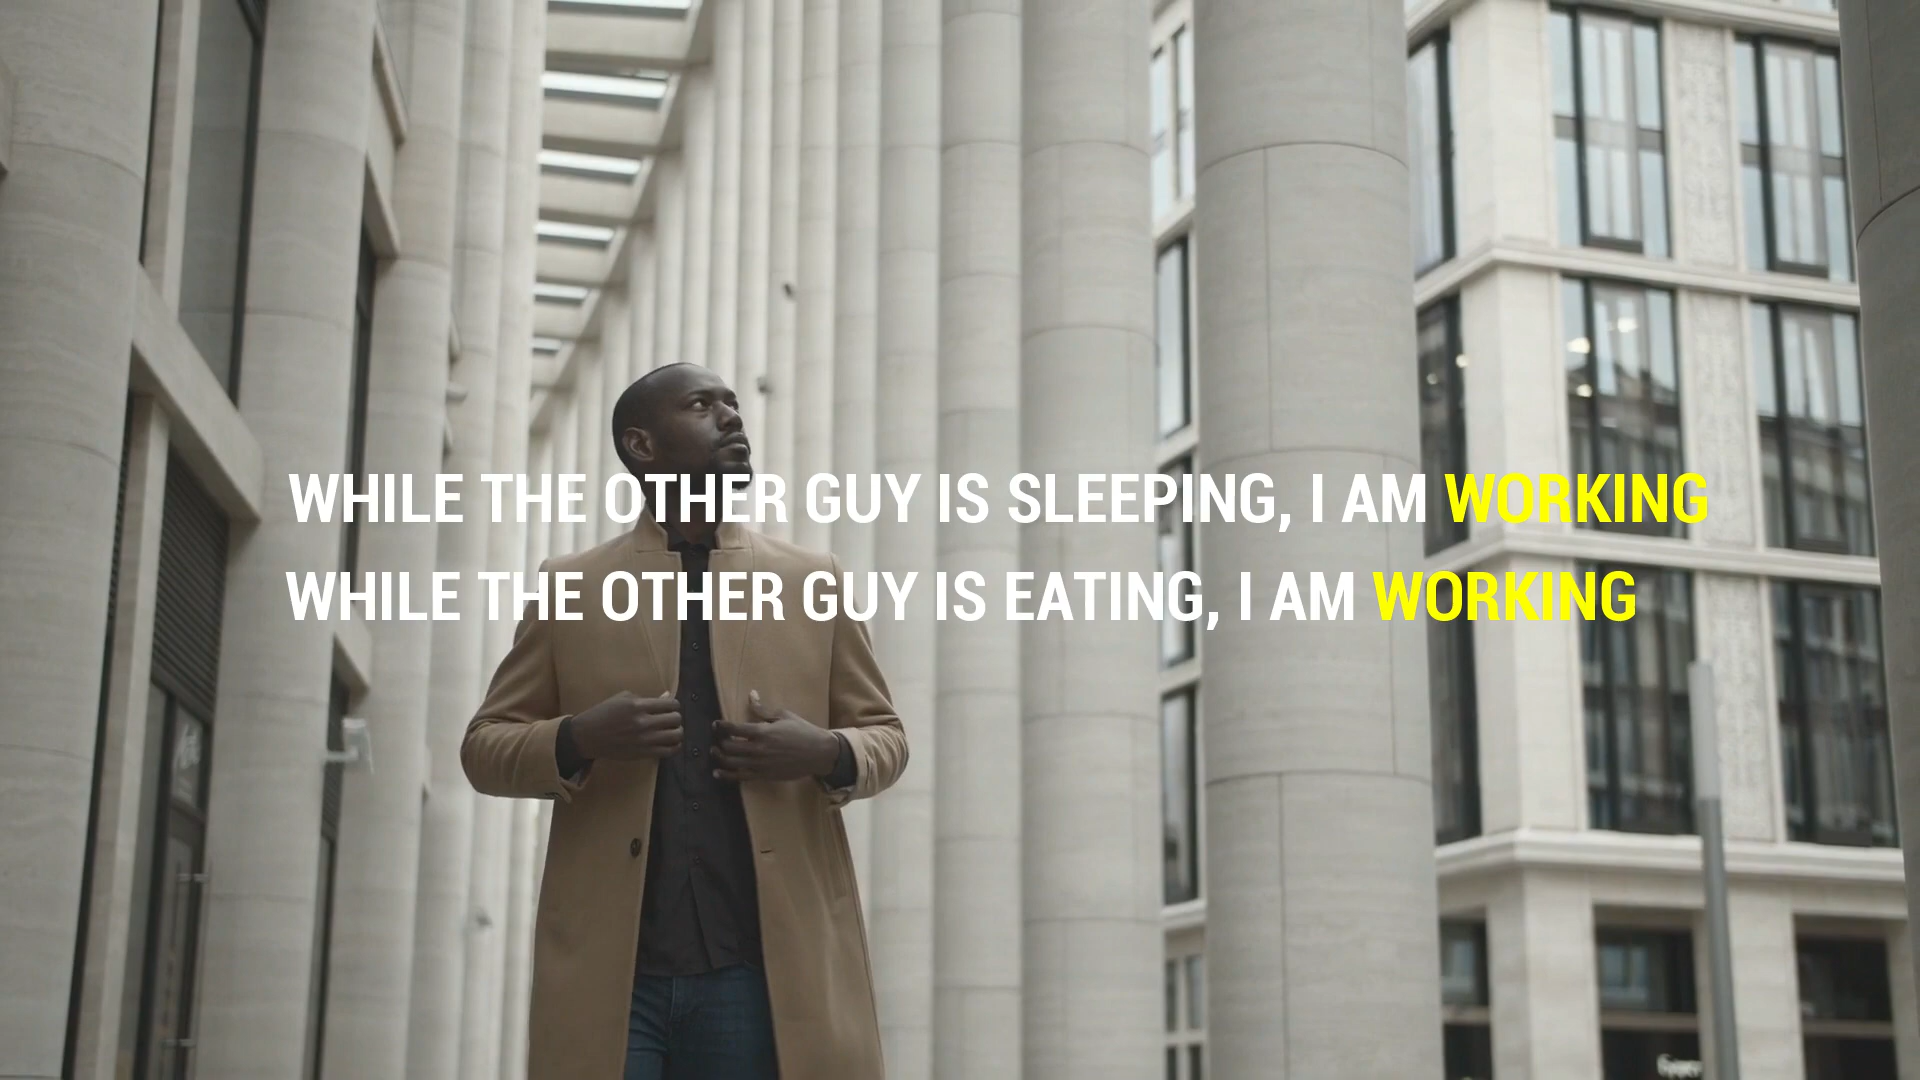 WHILE THE OTHER GUY IS SLEEPING, I AM WORKING
WHILE THE OTHER GUY IS EATING, I AM WORKING